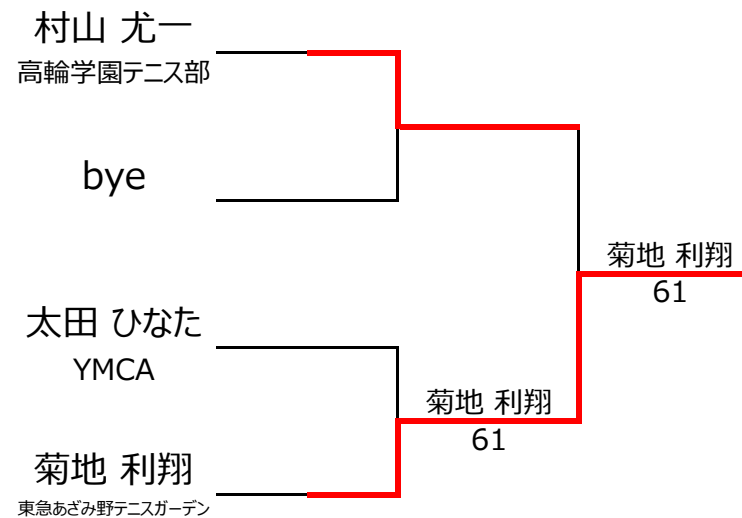 村山 尤一
高輪学園テニス部
bye
太田 ひなた
YMCA
菊地 利翔
東急あざみ野テニスガーデン
菊地 利翔
61
菊地 利翔
61